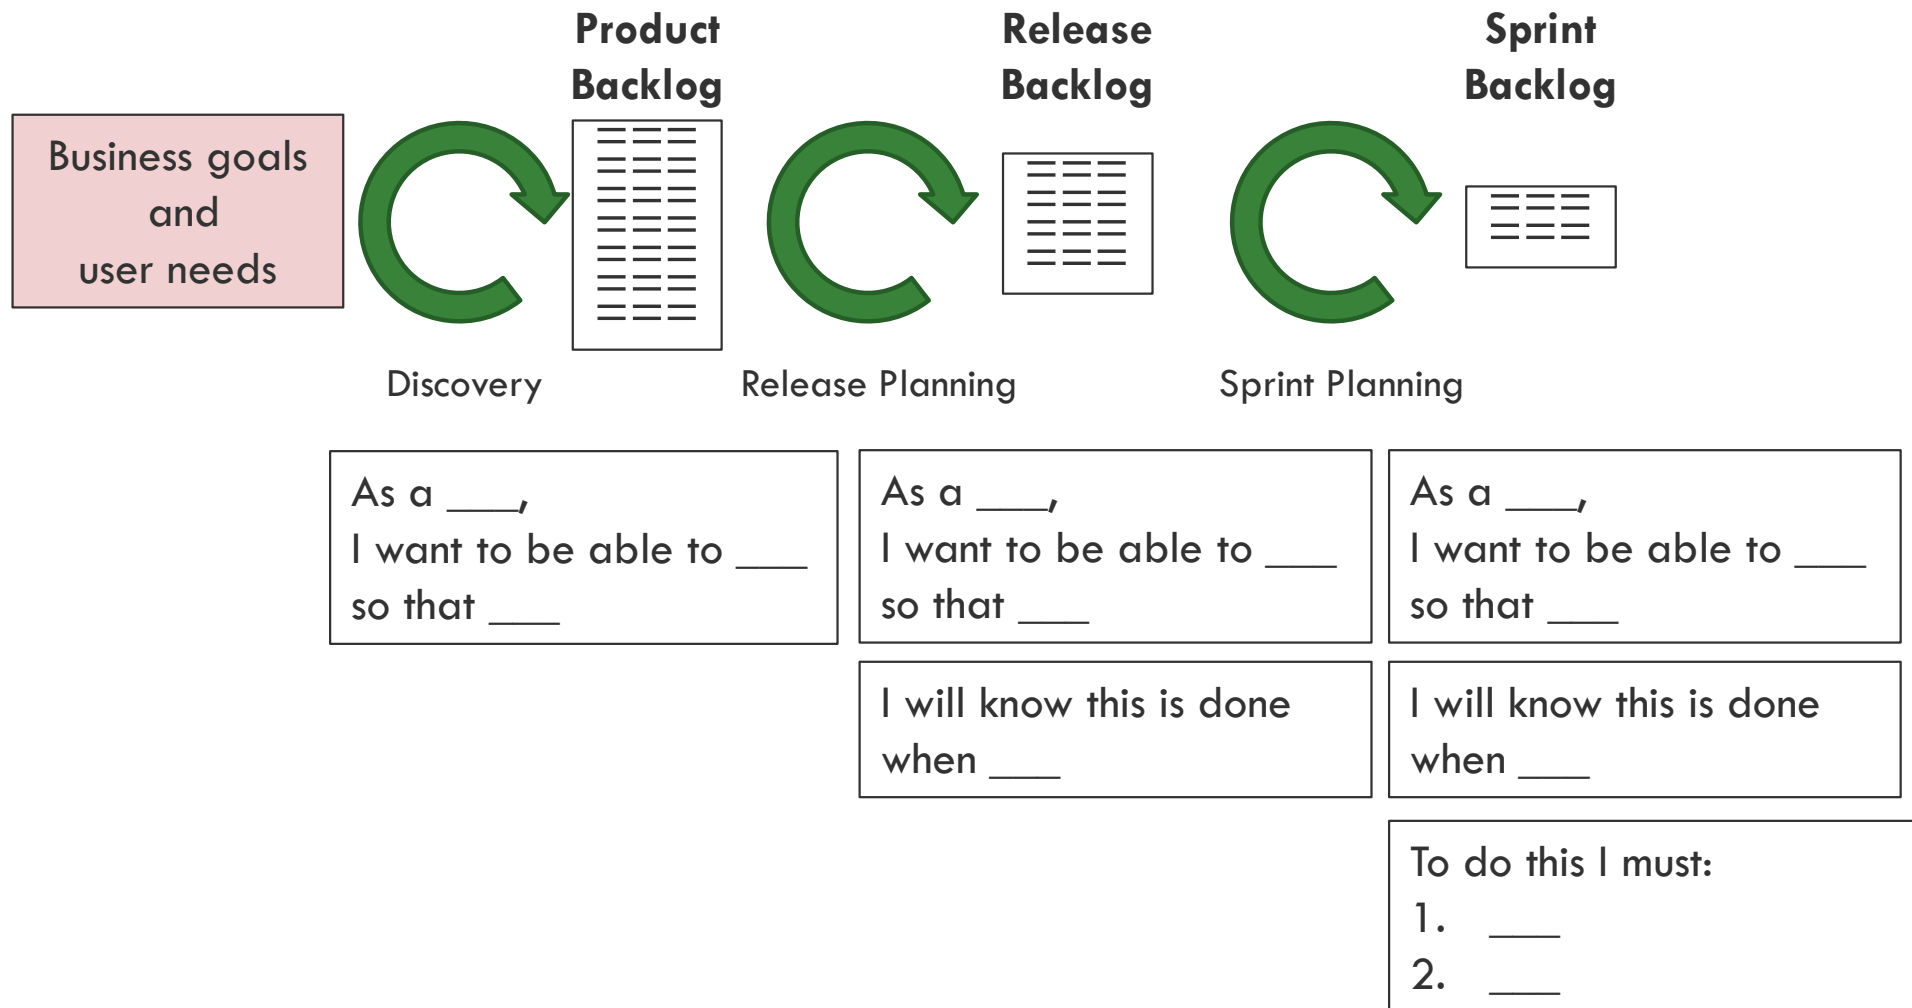 Product
Backlog
Release
Backlog
Sprint
Backlog
Business goals
and
user needs
Discovery
Release Planning
Sprint Planning
As a ___,
I want to be able to ___
so that ___
As a ___,
I want to be able to ___
so that ___
As a ___,
I want to be able to ___
so that ___
I will know this is done
when ___
I will know this is done
when ___
To do this I must:
1. ___
2. ___